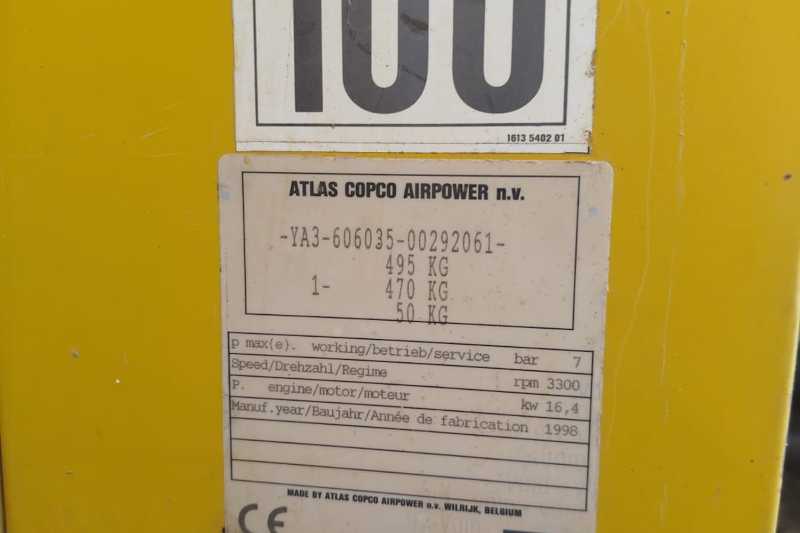 100
1613 5402 01
ATLAS COPCO AIRPOWER n.v.
-YA3-606035-00292061-
495 KG
1- 470 KG
50 KG
p max(e). working/betrieb/service bar 7
Speed/Drehzahl/Regime rpm 3300
P. engine/motor/moteur kw 16,4
Manuf.year/Baujahr/Année de fabrication 1998
MADE BY ATLAS COPCO AIRPOWER n.v. WILRIJK, BELGIUM
CE